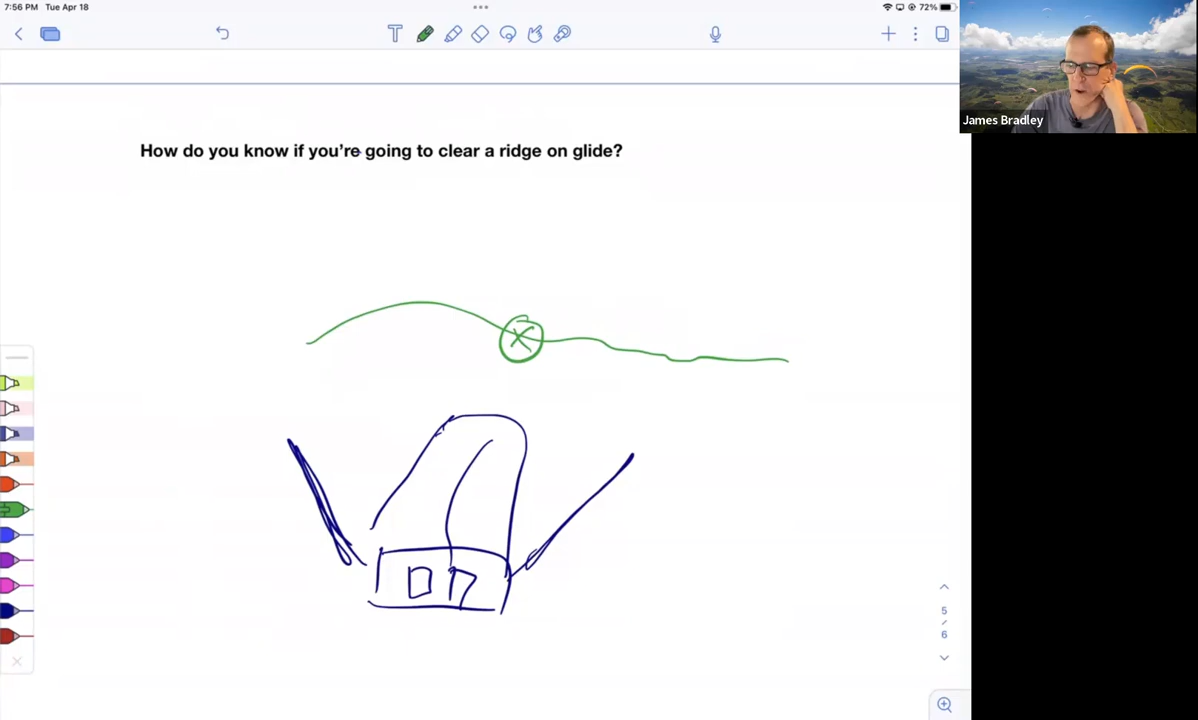 7:56 PM Tue Apr 18
72%
T
How do you know if you're going to clear a ridge on glide?
James Bradley
X
5
/
6